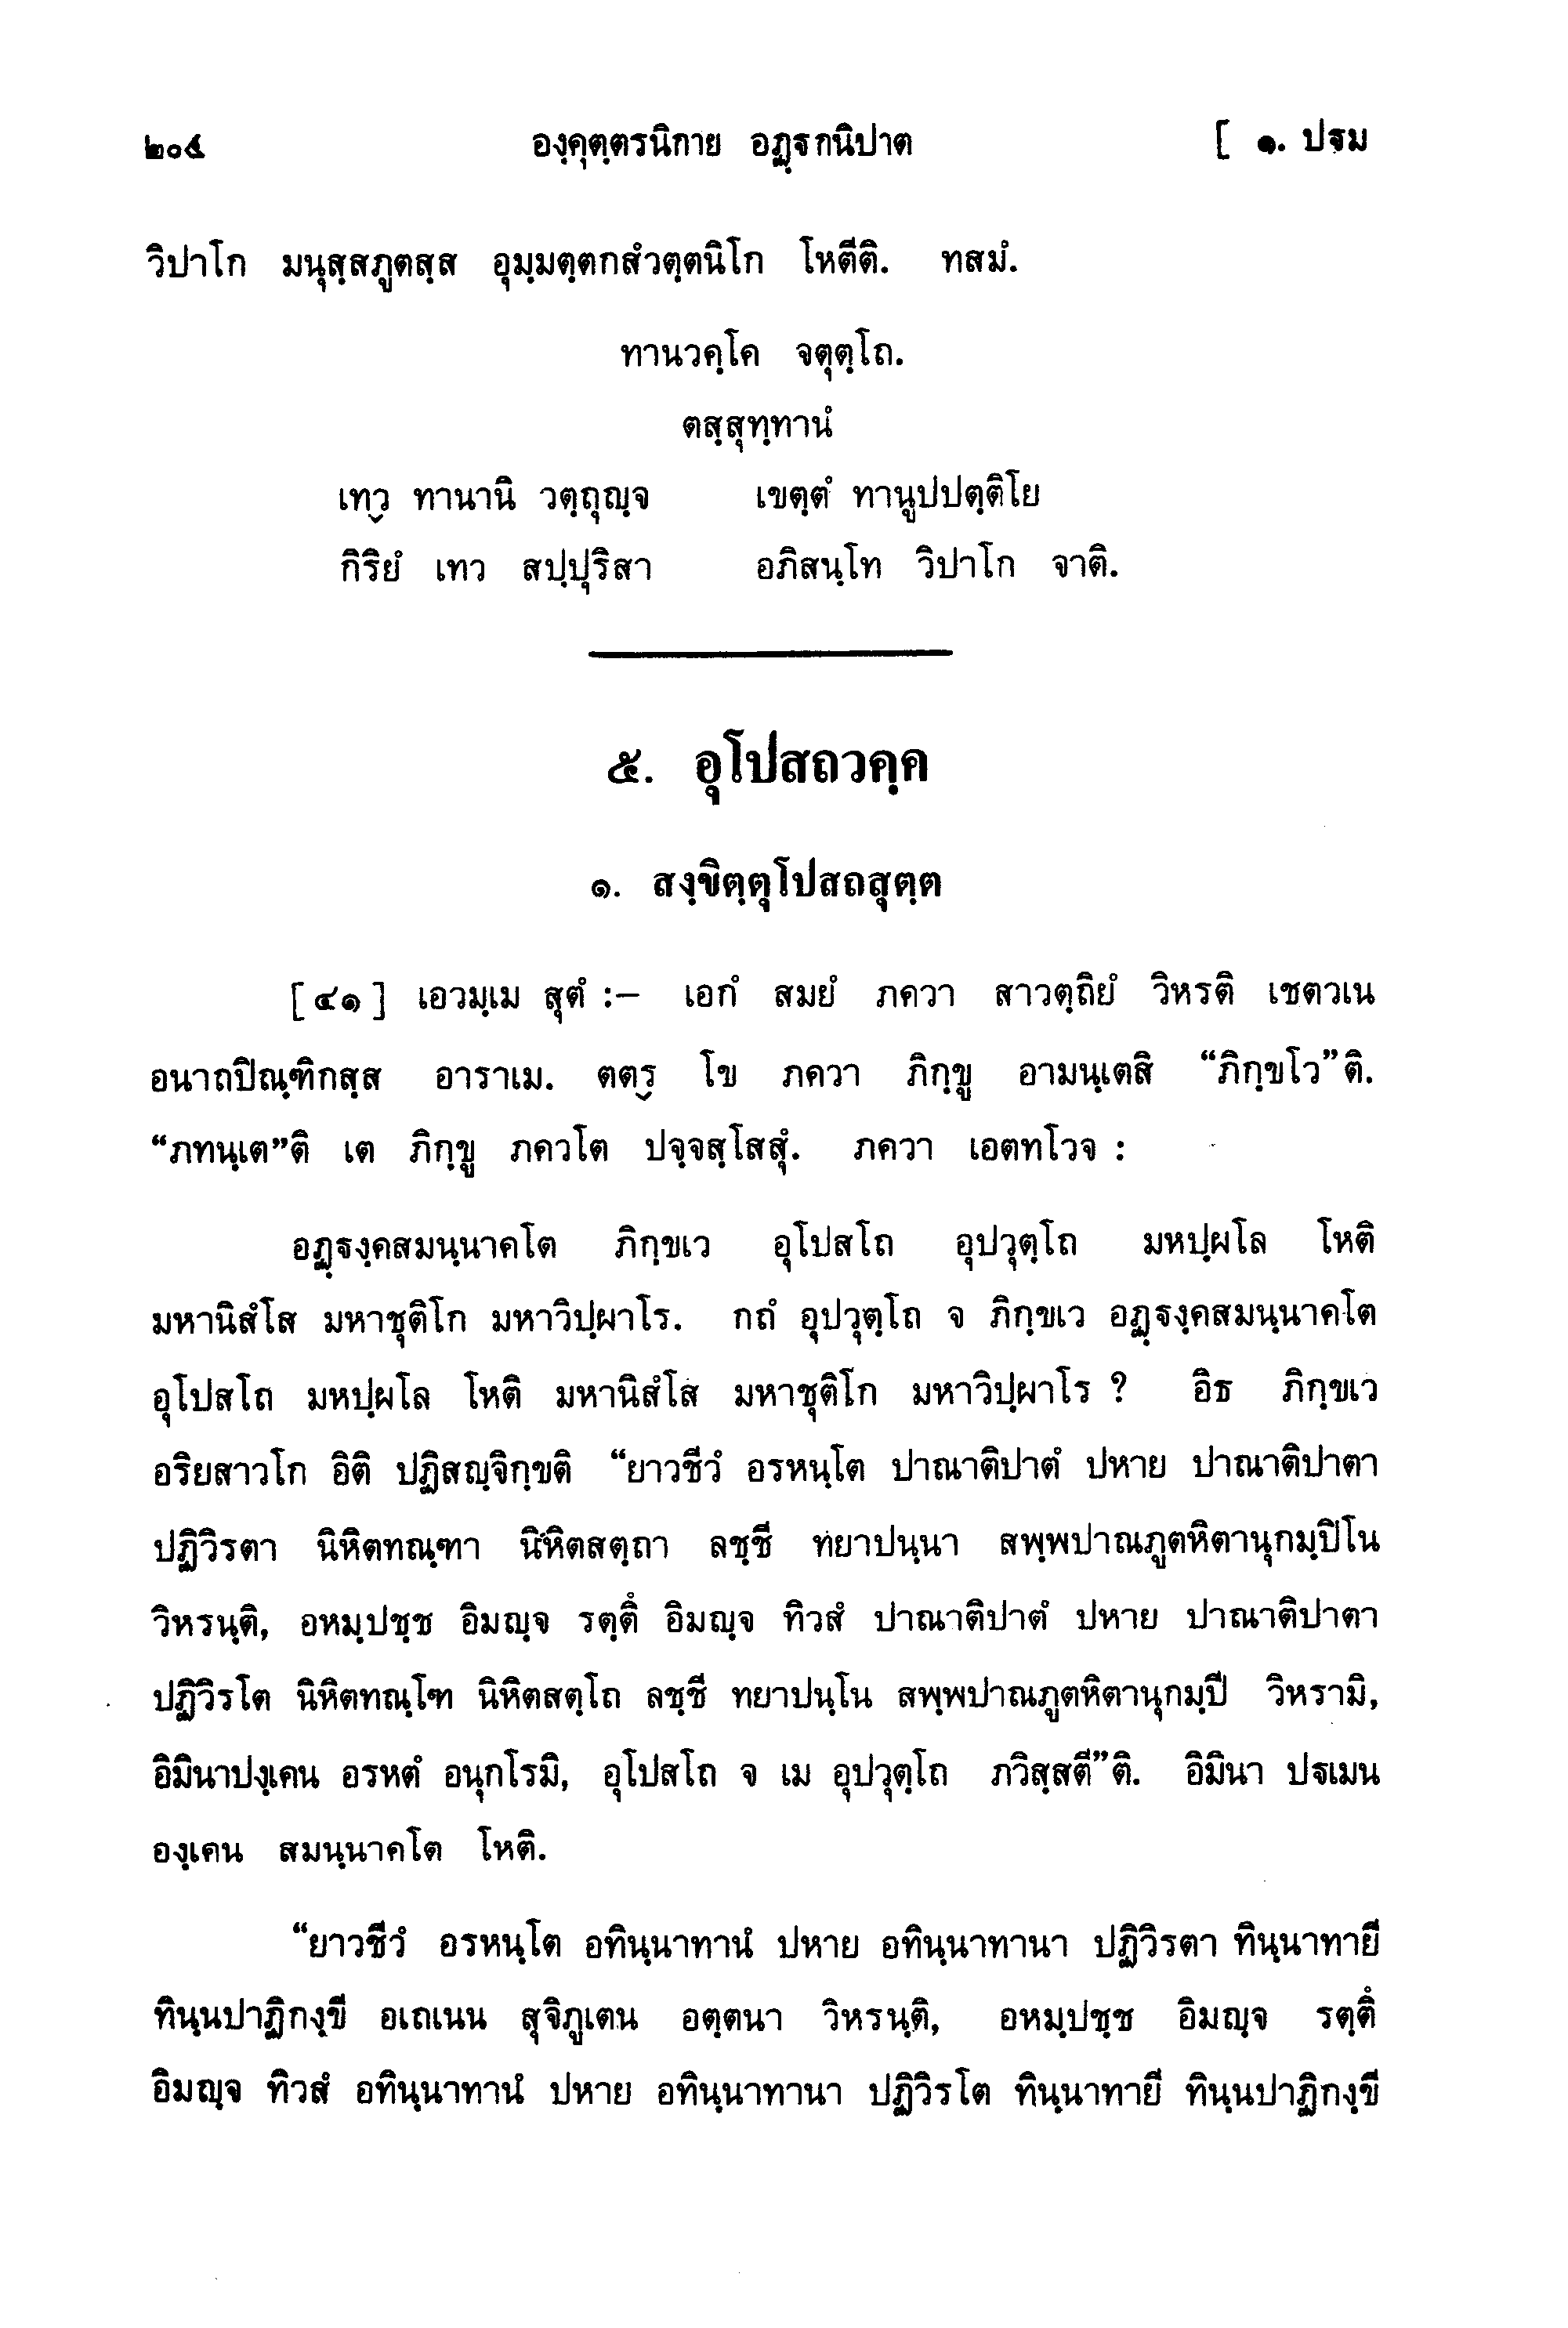 ๒๐๔ องฺคุตฺตรนิกาย อฏฺฐกนิปาต [ ๑. ปฐม
วิปาโก มนุสฺสภูตสฺส อุมฺมตฺตกสํวตฺตนิโก โหตีติ. ทสมํ.
ทานวคฺโค จตุตฺโถ.
ตสฺสุทฺทานํ
เทฺว ทานานิ วตฺถุญฺจ เขตฺตํ ทานูปปตฺติโย
กิริยํ เทว สปฺปุริสา อภิสนฺโท วิปาโก จาติ.
๕. อุโปสถวคฺค
๑. สงฺขิตฺตุโปสถสุตฺต
[๔๑] เอวมฺเม สุตํ :– เอกํ สมยํ ภควา สาวตฺถิยํ วิหรติ เชตวเน
อนาถปิณฺฑิกสฺส อาราเม. ตตฺร โข ภควา ภิกฺขู อามนฺเตสิ “ภิกฺขโว”ติ.
“ภทนฺเต”ติ เต ภิกฺขู ภควโต ปจฺจสฺโสสุํ. ภควา เอตทโวจ :
อฏฺฐงฺคสมนฺนาคโต ภิกฺขเว อุโปสโถ อุปวุตฺโถ มหปฺผโล โหติ
มหานิสํโส มหาชุติโก มหาวิปฺผาโร. กถํ อุปวุตฺโถ จ ภิกฺขเว อฏฺฐงฺคสมนฺนาคโต
อุโปสโถ มหปฺผโล โหติ มหานิสํโส มหาชุติโก มหาวิปฺผาโร ? อิธ ภิกฺขเว
อริยสาวโก อิติ ปฏิสญฺจิกฺขติ “ยาวชีวํ อรหนฺโต ปาณาติปาตํ ปหาย ปาณาติปาตา
ปฏิวิรตา นิหิตทณฺฑา นิหิตสตฺถา ลชฺชี ทยาปนฺนา สพฺพปาณภูตหิตานุกมฺปิโน
วิหรนฺติ, อหมฺปชฺช อิมญฺจ รตฺตึ อิมญฺจ ทิวสํ ปาณาติปาตํ ปหาย ปาณาติปาตา
ปฏิวิรโต นิหิตทณฺโฑ นิหิตสตฺโถ ลชฺชี ทยาปนฺโน สพฺพปาณภูตหิตานุกมฺปี วิหรามิ,
อิมินาปงฺเคน อรหตํ อนุกโรมิ, อุโปสโถ จ เม อุปวุตฺโถ ภวิสฺสตี”ติ. อิมินา ปฐเมน
องฺเคน สมนฺนาคโต โหติ.
“ยาวชีวํ อรหนฺโต อทินฺนาทานํ ปหาย อทินฺนาทานา ปฏิวิรตา ทินฺนาทายี
ทินฺนปาฏิกงฺขี อเถเนน สุจิภูเตน อตฺตนา วิหรนฺติ, อหมฺปชฺช อิมญฺจ รตฺตึ
อิมญฺจ ทิวสํ อทินฺนาทานํ ปหาย อทินฺนาทานา ปฏิวิรโต ทินฺนาทายี ทินฺนปาฏิกงฺขี